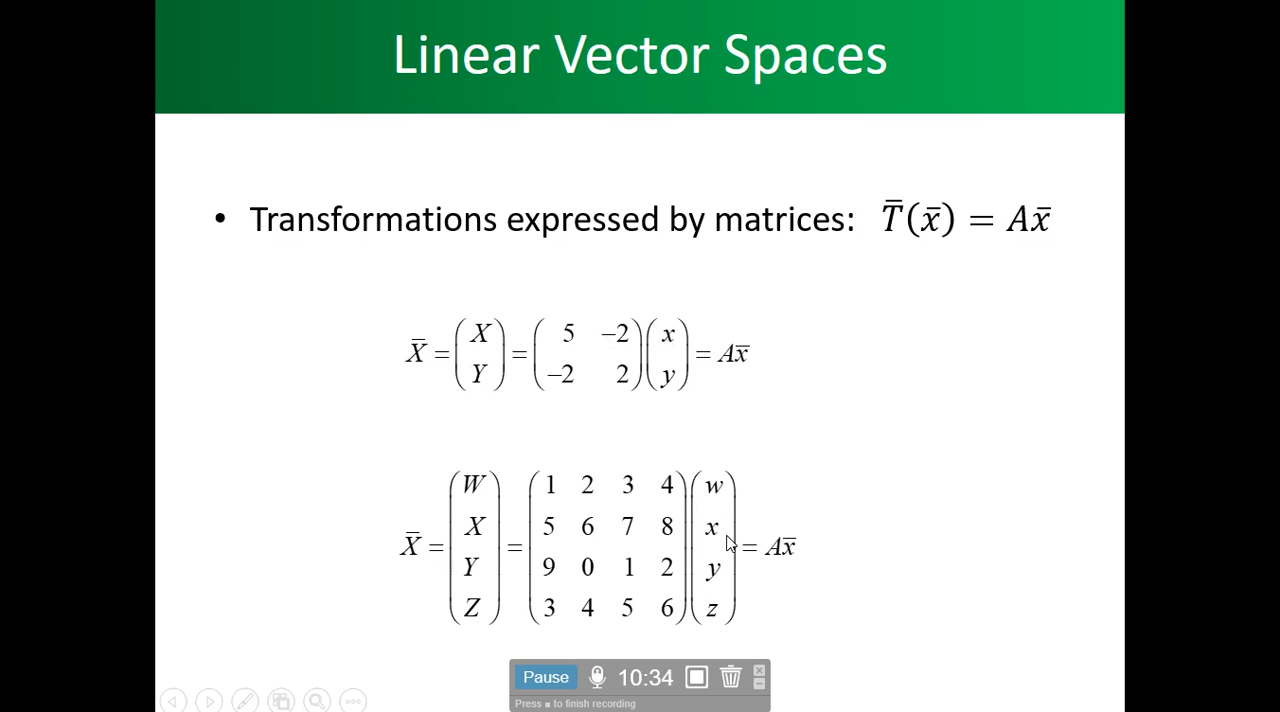 Linear Vector Spaces
• Transformations expressed by matrices: T̄(x̄) = Ax̄
X̄ = (X Y) = (5 −2 −2 2)(x y) = Ax̄
X̄ = (W X Y Z) = (1 2 3 4 5 6 7 8 9 0 1 2 3 4 5 6)(w x y z) = Ax̄
Pause 10:34
Press ■ to finish recording